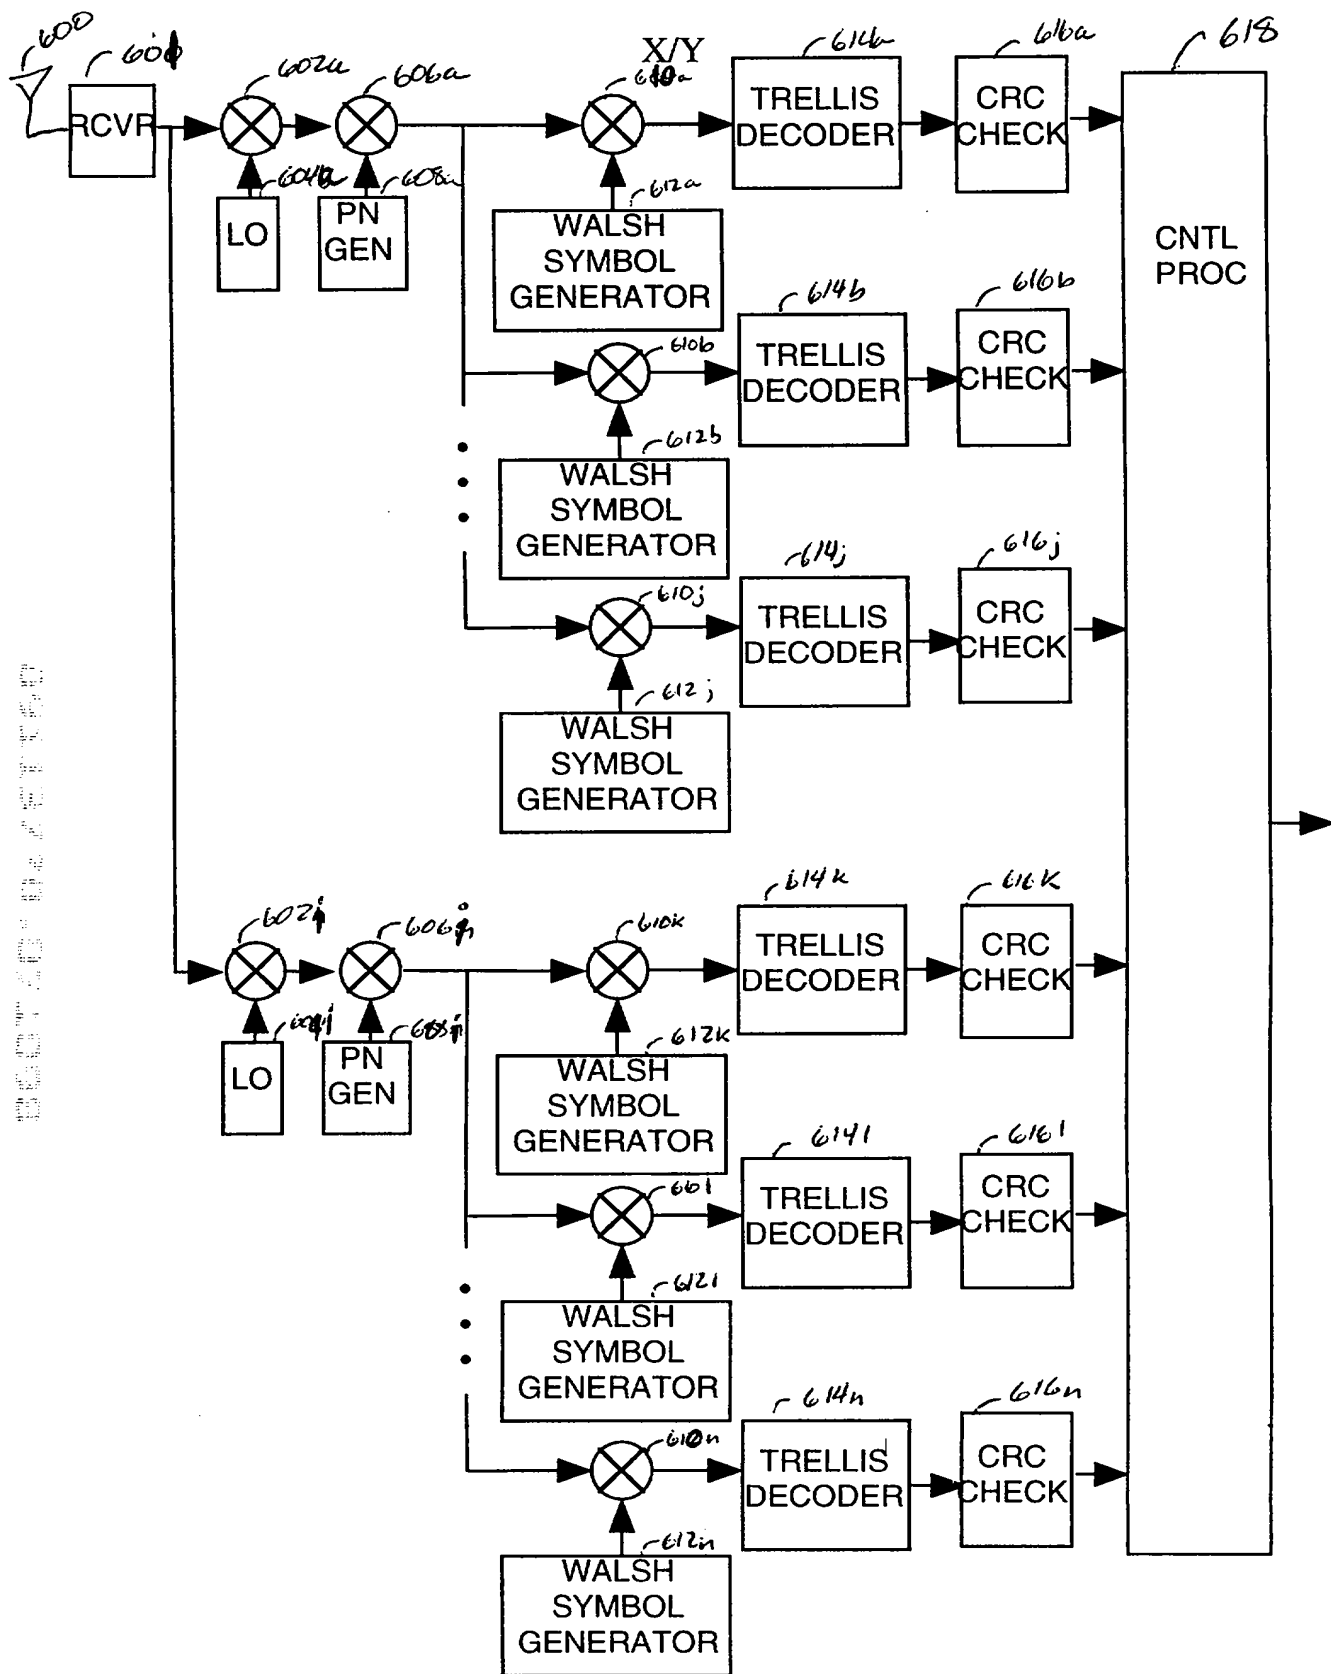 600
602a
606a
X/Y
610a
614a
616a
618
RCVR
TRELLIS
DECODER
CRC
CHECK
604a
608a
612a
LO
PN
GEN
WALSH
SYMBOL
GENERATOR
CNTL
PROC
614b
616b
610b
TRELLIS
DECODER
CRC
CHECK
612b
WALSH
SYMBOL
GENERATOR
614j
616j
610j
TRELLIS
DECODER
CRC
CHECK
612j
WALSH
SYMBOL
GENERATOR
614k
616k
602j
606j
610k
TRELLIS
DECODER
CRC
CHECK
608j
612k
LO
PN
GEN
WALSH
SYMBOL
GENERATOR
614l
616l
TRELLIS
DECODER
CRC
CHECK
612l
WALSH
SYMBOL
GENERATOR
614n
616n
610n
TRELLIS
DECODER
CRC
CHECK
612n
WALSH
SYMBOL
GENERATOR